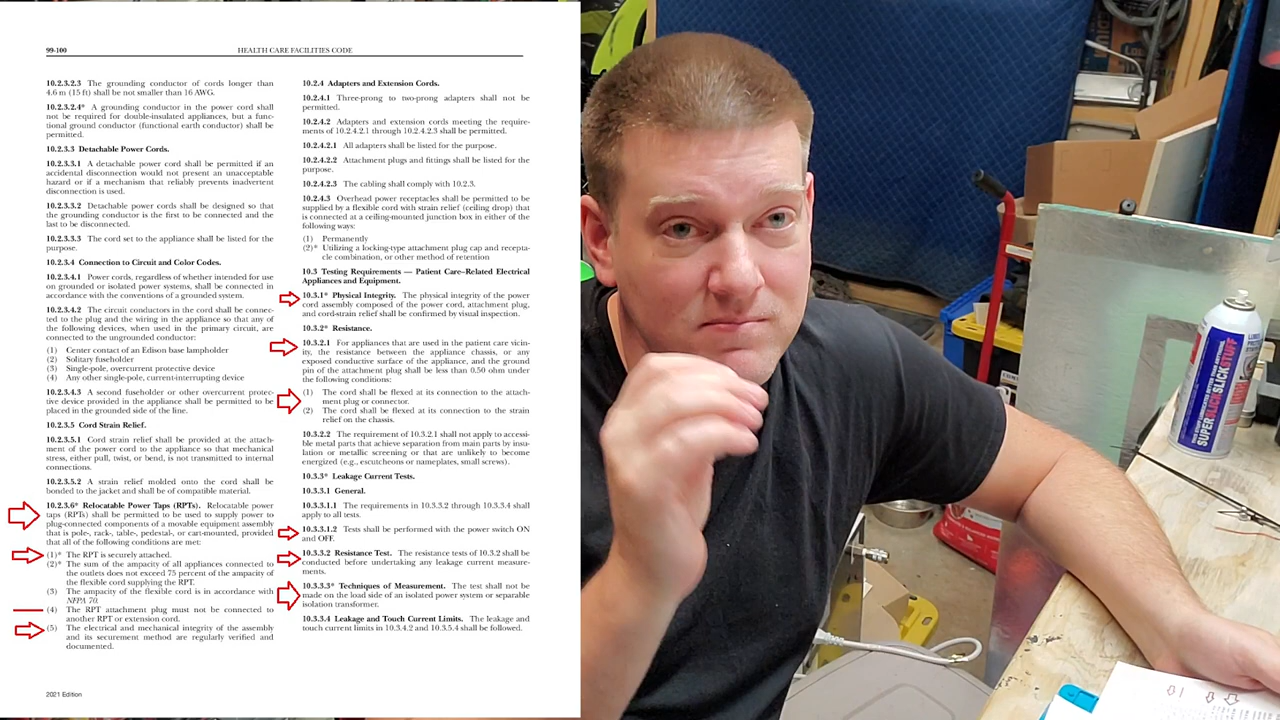 99-100
HEALTH CARE FACILITIES CODE
10.2.3.2.3 The grounding conductor of cords longer than
4.6 m (15 ft) shall be not smaller than 16 AWG.
10.2.3.2.4* A grounding conductor in the power cord shall
not be required for double-insulated appliances, but a func-
tional ground conductor (functional earth conductor) shall be
permitted.
10.2.3.3 Detachable Power Cords.
10.2.3.3.1 A detachable power cord shall be permitted if an
accidental disconnection would not present an unacceptable
hazard or if a mechanism that reliably prevents inadvertent
disconnection is used.
10.2.3.3.2 Detachable power cords shall be designed so that
the grounding conductor is the first to be connected and the
last to be disconnected.
10.2.3.3.3 The cord set to the appliance shall be listed for the
purpose.
10.2.3.4 Connection to Circuit and Color Codes.
10.2.3.4.1 Power cords, regardless of whether intended for use
on grounded or isolated power systems, shall be connected in
accordance with the conventions of a grounded system.
10.2.3.4.2 The circuit conductors in the cord shall be connec-
ted to the plug and the wiring in the appliance so that any of
the following devices, when used in the primary circuit, are
connected to the ungrounded conductor:
(1) Center contact of an Edison base lampholder
(2) Solitary fuseholder
(3) Single-pole, overcurrent protective device
(4) Any other single-pole, current-interrupting device
10.2.3.4.3 A second fuseholder or other overcurrent protec-
tive device provided in the appliance shall be permitted to be
placed in the grounded side of the line.
10.2.3.5 Cord Strain Relief.
10.2.3.5.1 Cord strain relief shall be provided at the attach-
ment of the power cord to the appliance so that mechanical
stress, either pull, twist, or bend, is not transmitted to internal
connections.
10.2.3.5.2 A strain relief molded onto the cord shall be
bonded to the jacket and shall be of compatible material.
10.2.3.6* Relocatable Power Taps (RPTs). Relocatable power
taps (RPTs) shall be permitted to be used to supply power to
plug-connected components of a movable equipment assembly
that is pole-, rack-, table-, pedestal-, or cart-mounted, provided
that all of the following conditions are met:
(1)* The RPT is securely attached.
(2)* The sum of the ampacity of all appliances connected to
the outlets does not exceed 75 percent of the ampacity of
the flexible cord supplying the RPT.
(3) The ampacity of the flexible cord is in accordance with
NFPA 70.
(4) The RPT attachment plug must not be connected to
another RPT or extension cord.
(5) The electrical and mechanical integrity of the assembly
and its securement method are regularly verified and
documented.
10.2.4 Adapters and Extension Cords.
10.2.4.1 Three-prong to two-prong adapters shall not be
permitted.
10.2.4.2 Adapters and extension cords meeting the require-
ments of 10.2.4.2.1 through 10.2.4.2.3 shall be permitted.
10.2.4.2.1 All adapters shall be listed for the purpose.
10.2.4.2.2 Attachment plugs and fittings shall be listed for the
purpose.
10.2.4.2.3 The cabling shall comply with 10.2.3.
10.2.4.3 Overhead power receptacles shall be permitted to be
supplied by a flexible cord with strain relief (ceiling drop) that
is connected at a ceiling-mounted junction box in either of the
following ways:
(1) Permanently
(2)* Utilizing a locking-type attachment plug cap and recepta-
cle combination, or other method of retention
10.3 Testing Requirements — Patient Care–Related Electrical
Appliances and Equipment.
10.3.1* Physical Integrity. The physical integrity of the power
cord assembly composed of the power cord, attachment plug,
and cord-strain relief shall be confirmed by visual inspection.
10.3.2* Resistance.
10.3.2.1 For appliances that are used in the patient care vicin-
ity, the resistance between the appliance chassis, or any
exposed conductive surface of the appliance, and the ground
pin of the attachment plug shall be less than 0.50 ohm under
the following conditions:
(1) The cord shall be flexed at its connection to the attach-
ment plug or connector.
(2) The cord shall be flexed at its connection to the strain
relief on the chassis.
10.3.2.2 The requirement of 10.3.2.1 shall not apply to accessi-
ble metal parts that achieve separation from main parts by insu-
lation or metallic screening or that are unlikely to become
energized (e.g., escutcheons or nameplates, small screws).
10.3.3* Leakage Current Tests.
10.3.3.1 General.
10.3.3.1.1 The requirements in 10.3.3.2 through 10.3.3.4 shall
apply to all tests.
10.3.3.1.2 Tests shall be performed with the power switch ON
and OFF.
10.3.3.2 Resistance Test. The resistance tests of 10.3.2 shall be
conducted before undertaking any leakage current measure-
ments.
10.3.3.3* Techniques of Measurement. The test shall not be
made on the load side of an isolated power system or separable
isolation transformer.
10.3.3.4 Leakage and Touch Current Limits. The leakage and
touch current limits in 10.3.4.2 and 10.3.5.4 shall be followed.
2021 Edition
SUPER SLICK STUFF